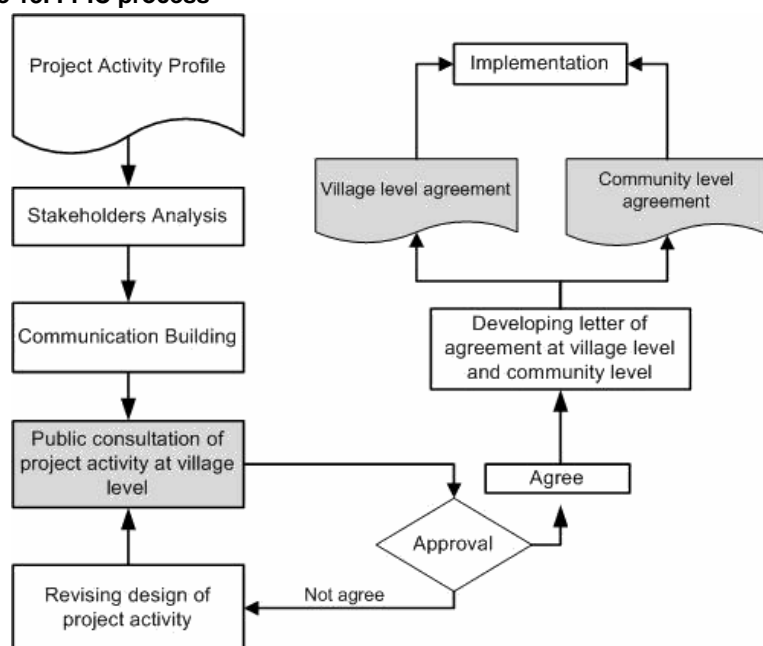 process
Project Activity Profile
Stakeholders Analysis
Communication Building
Public consultation of
project activity at village
level
Revising design of
project activity
Not agree
Approval
Agree
Developing letter of
agreement at village level
and community level
Village level agreement
Community level
agreement
Implementation